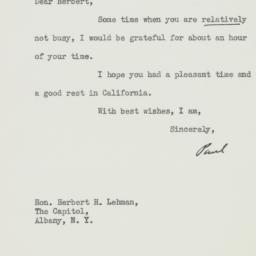 Dear Herbert,
Some time when you are relatively
not busy, I would be grateful for about an hour
of your time.
I hope you had a pleasant time and
a good rest in California.
With best wishes, I am,
Sincerely,
Paul
Hon. Herbert H. Lehman,
The Capitol,
Albany, N. Y.